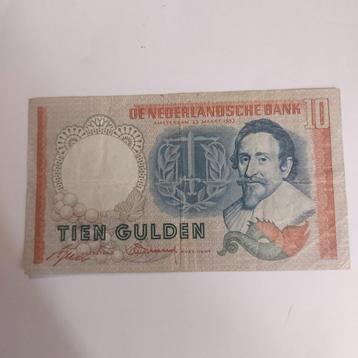 DE NEDERLANDSCHE BANK
10
AMSTERDAM 23 MAART 1953
TIEN GULDEN